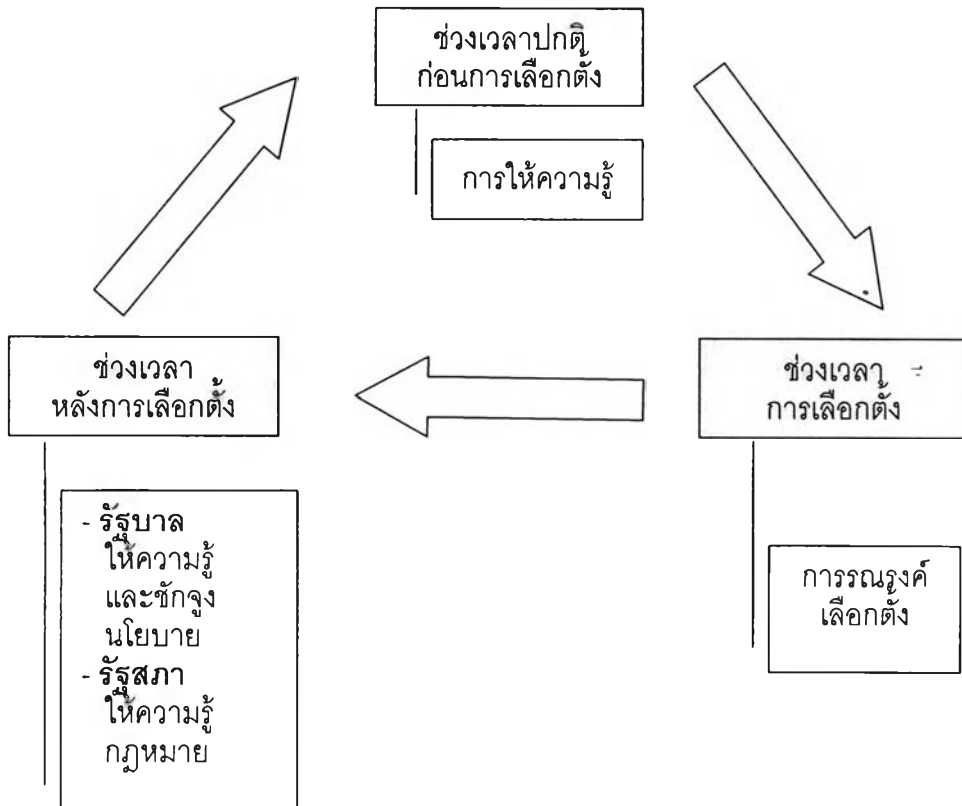 ช่วงเวลาปกติ
ก่อนการเลือกตั้ง
การให้ความรู้
ช่วงเวลา
หลังการเลือกตั้ง
ช่วงเวลา
การเลือกตั้ง
- รัฐบาล
ให้ความรู้
และชักจูง
นโยบาย
- รัฐสภา
ให้ความรู้
กฎหมาย
การรณรงค์
เลือกตั้ง